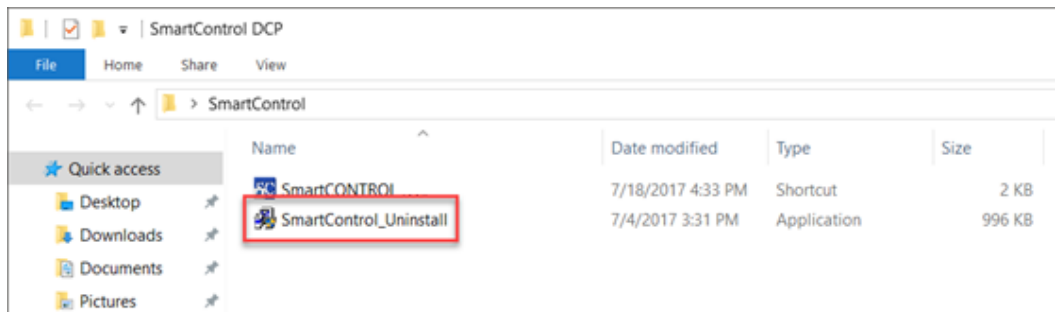 SmartControl DCP
File Home Share View
SmartControl
Name Date modified Type Size
Quick access
SmartCONTROL 7/18/2017 4:33 PM Shortcut 2 KB
Desktop
SmartControl_Uninstall 7/4/2017 3:31 PM Application 996 KB
Downloads
Documents
Pictures